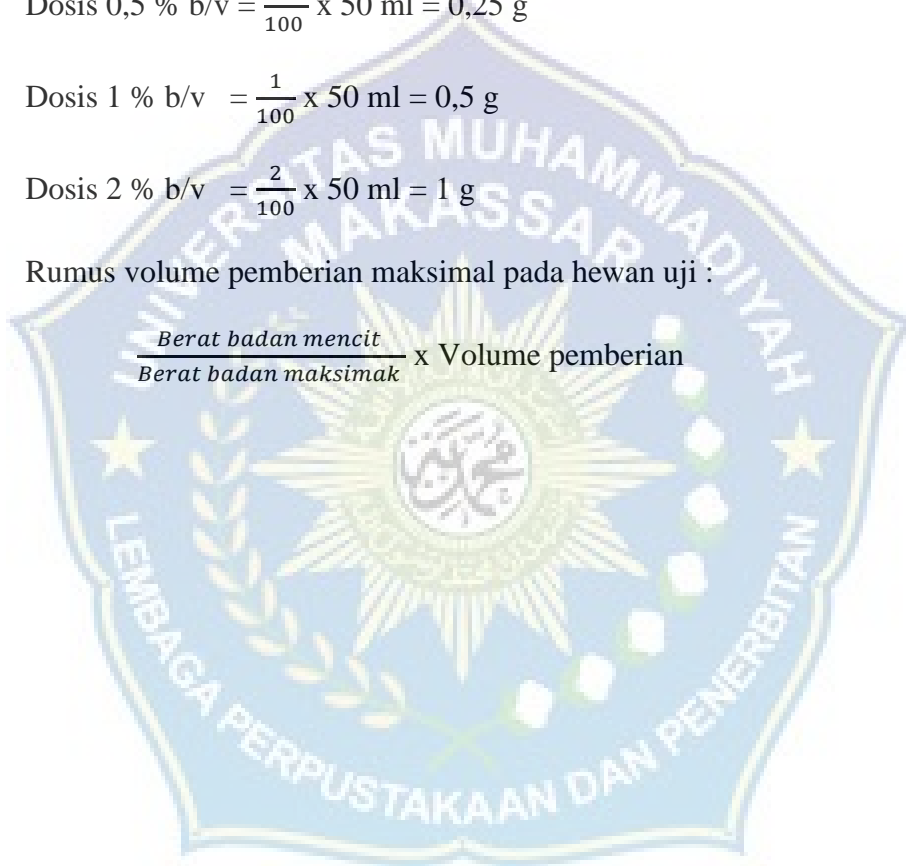 Dosis 0,5 % b/v = — x 50 ml = 0,25 g
100
Dosis 1 % b/v = 1/100 x 50 ml = 0,5 g
Dosis 2 % b/v = 2/100 x 50 ml = 1 g
Rumus volume pemberian maksimal pada hewan uji :
Berat badan mencit
Berat badan maksimak x Volume pemberian
UNIVERSITAS MUHAMMADIYAH
MAKASSAR
محمد
LEMBAGA PERPUSTAKAAN DAN PENERBITAN